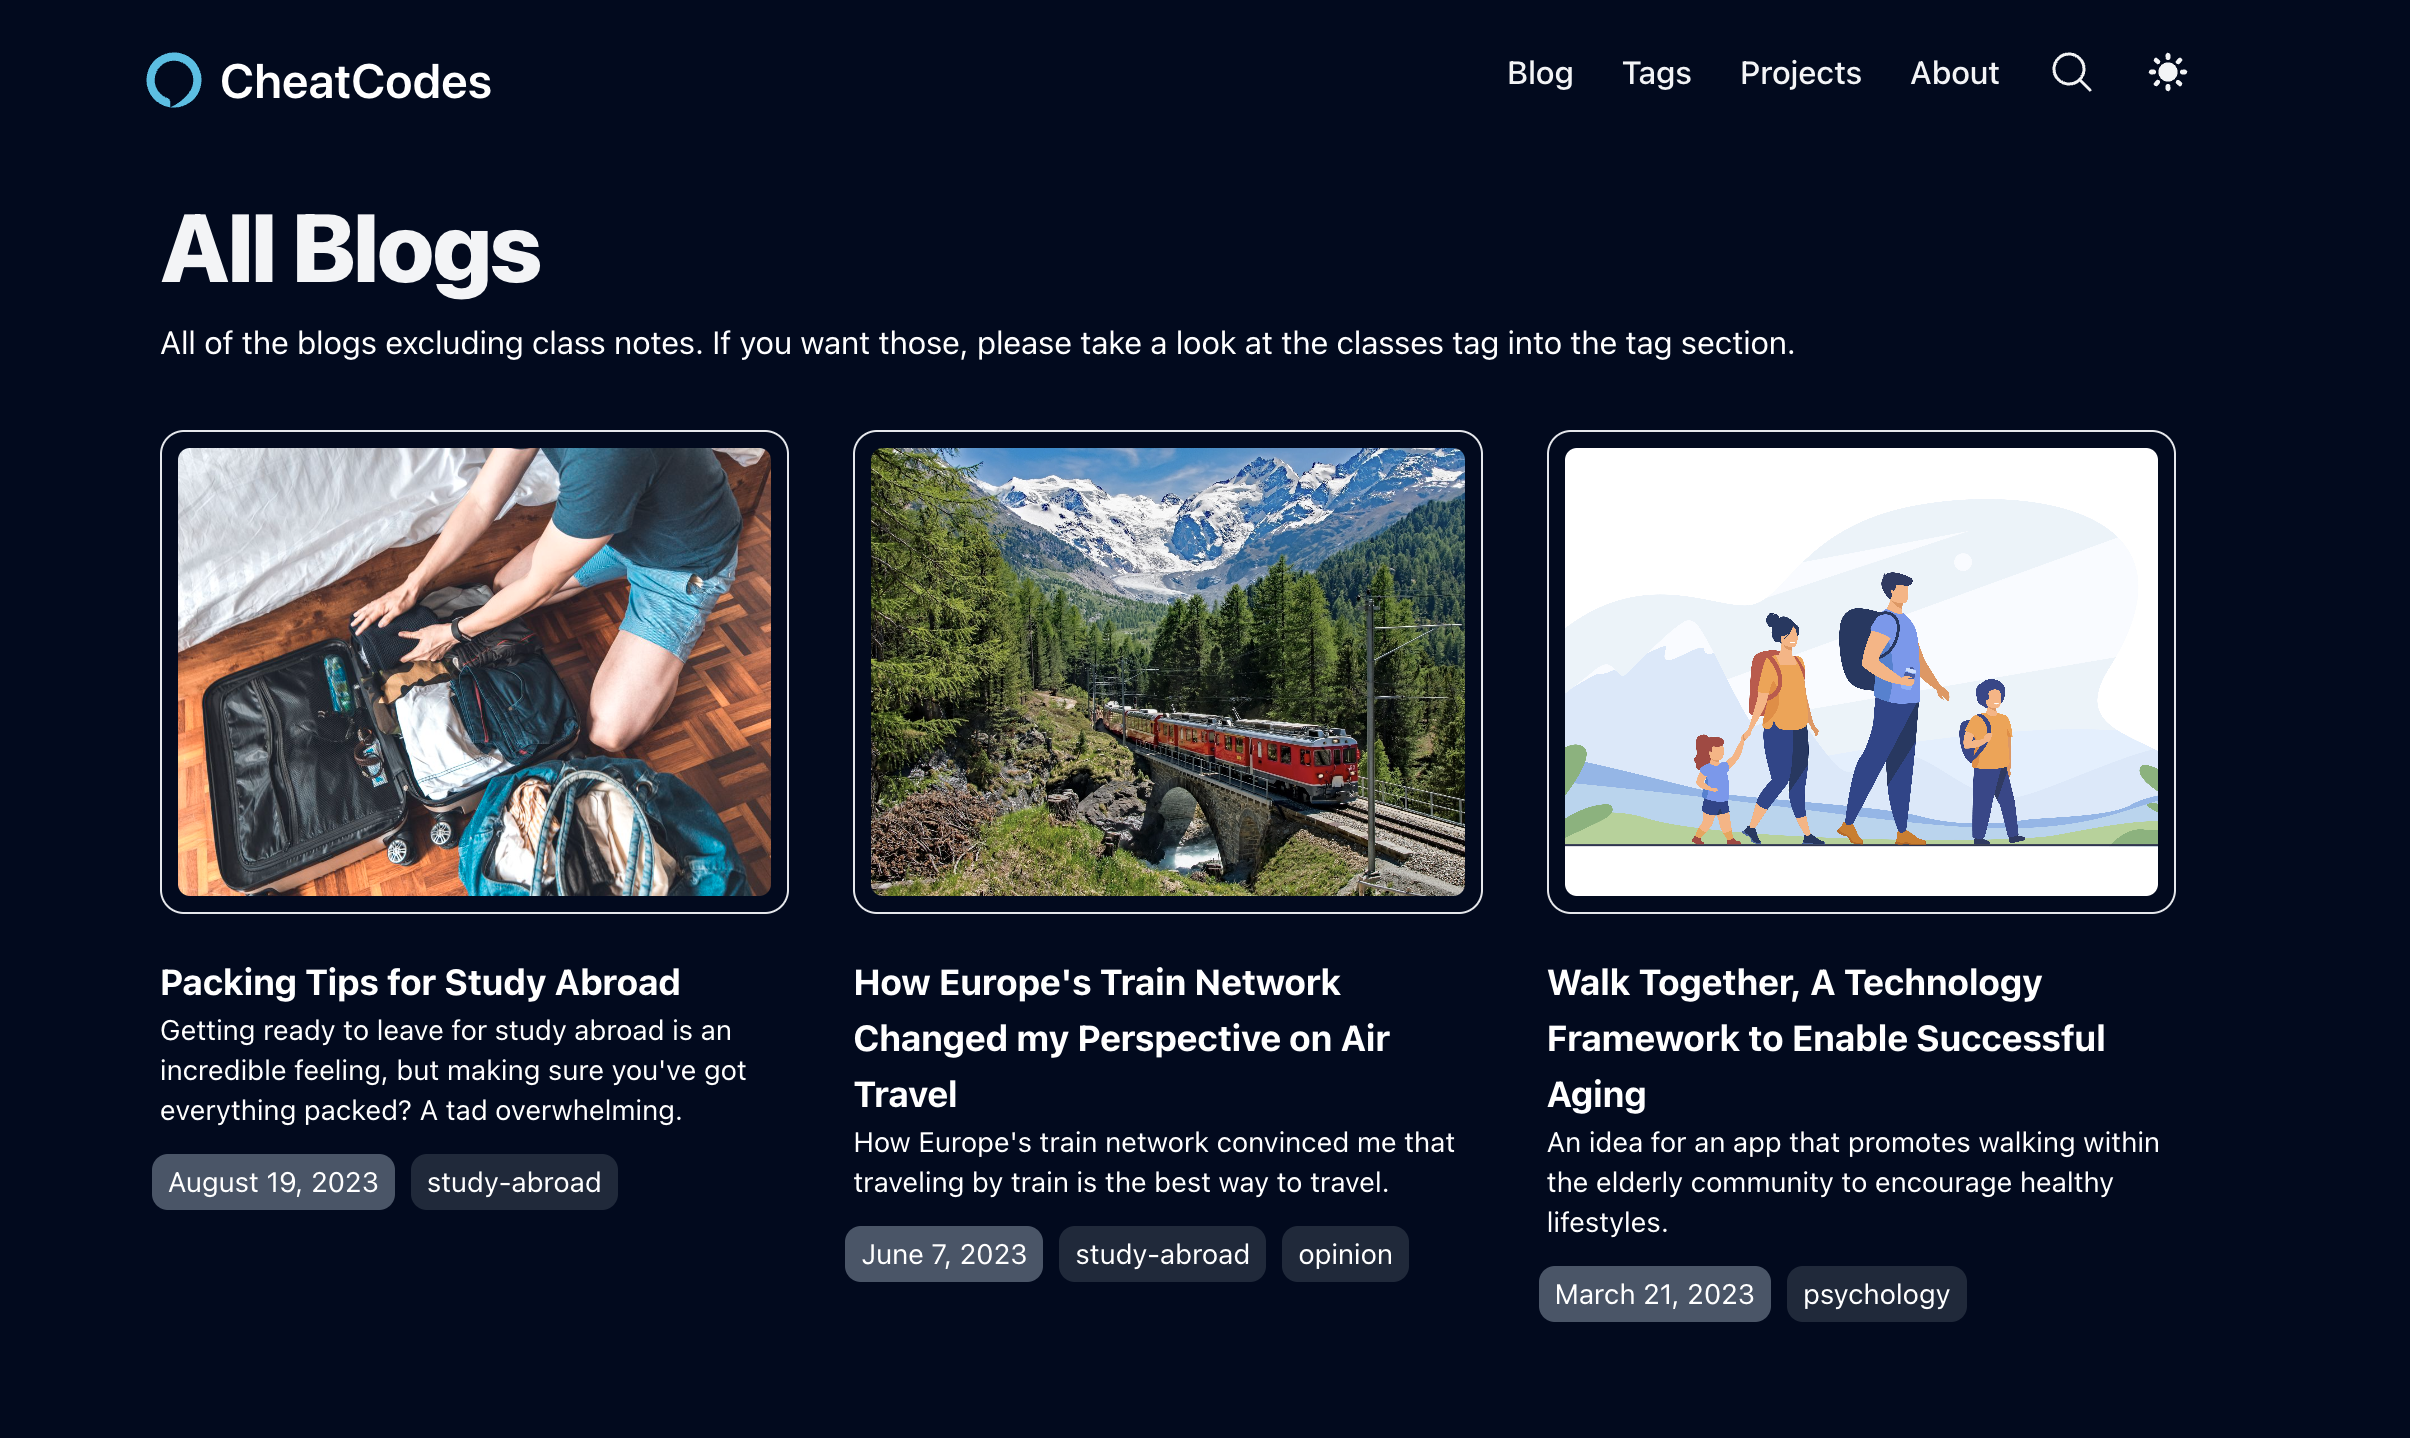 CheatCodes
Blog Tags Projects About
All Blogs
All of the blogs excluding class notes. If you want those, please take a look at the classes tag into the tag section.
Packing Tips for Study Abroad
Getting ready to leave for study abroad is an
incredible feeling, but making sure you've got
everything packed? A tad overwhelming.
August 19, 2023 study-abroad
How Europe's Train Network
Changed my Perspective on Air
Travel
How Europe's train network convinced me that
traveling by train is the best way to travel.
June 7, 2023 study-abroad opinion
Walk Together, A Technology
Framework to Enable Successful
Aging
An idea for an app that promotes walking within
the elderly community to encourage healthy
lifestyles.
March 21, 2023 psychology